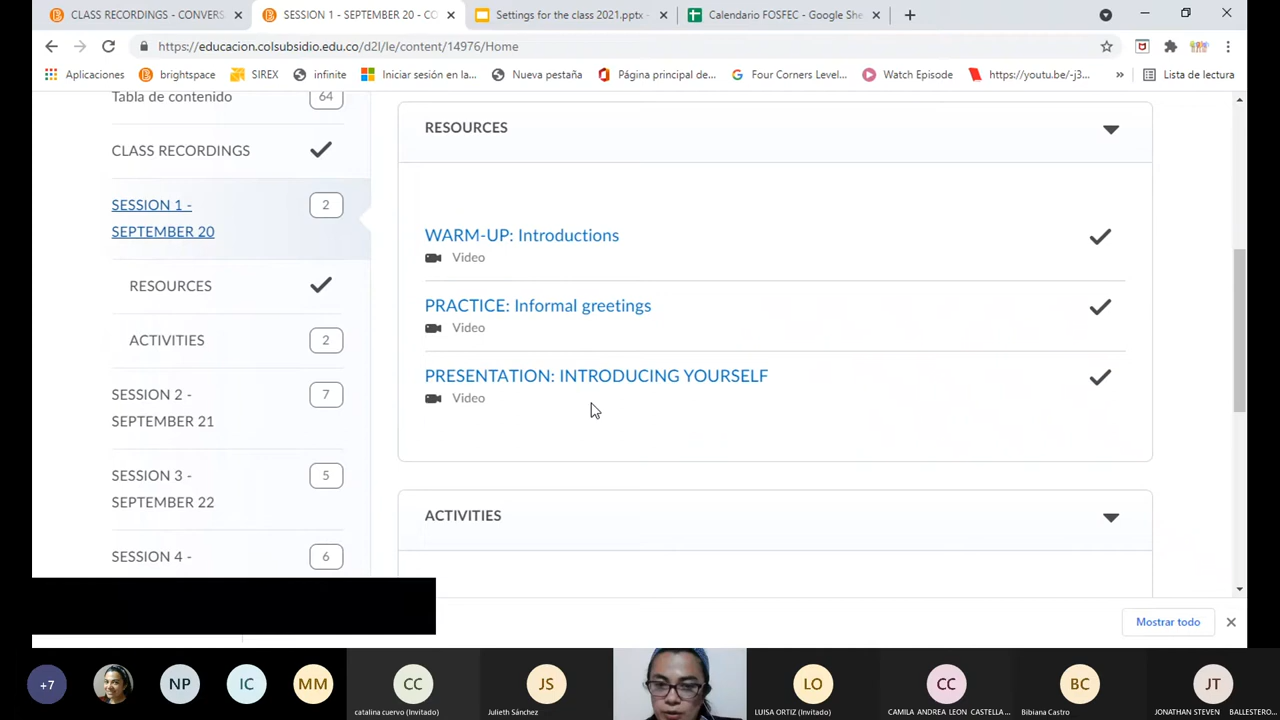 CLASS RECORDINGS - CONVERS
SESSION 1 - SEPTEMBER 20 - CO
Settings for the class 2021.pptx -
Calendario FOSFEC - Google She
https://educacion.colsubsidio.edu.co/d2l/le/content/14976/Home
Aplicaciones
brightspace
SIREX
infinite
Iniciar sesión en la...
Nueva pestaña
Página principal de...
Four Corners Level...
Watch Episode
https://youtu.be/-j3...
»
Lista de lectura
Tabla de contenido
64
CLASS RECORDINGS
SESSION 1 -
SEPTEMBER 20
2
RESOURCES
ACTIVITIES
2
SESSION 2 -
SEPTEMBER 21
7
SESSION 3 -
SEPTEMBER 22
5
SESSION 4 -
6
RESOURCES
WARM-UP: Introductions
Video
PRACTICE: Informal greetings
Video
PRESENTATION: INTRODUCING YOURSELF
Video
ACTIVITIES
Mostrar todo
+7
NP
IC
MM
CC
catalina cuervo (Invitado)
JS
Julieth Sánchez
LO
LUISA ORTIZ (Invitado)
CC
CAMILA ANDREA LEON CASTELLA...
BC
Bibiana Castro
JT
JONATHAN STEVEN BALLESTERO...